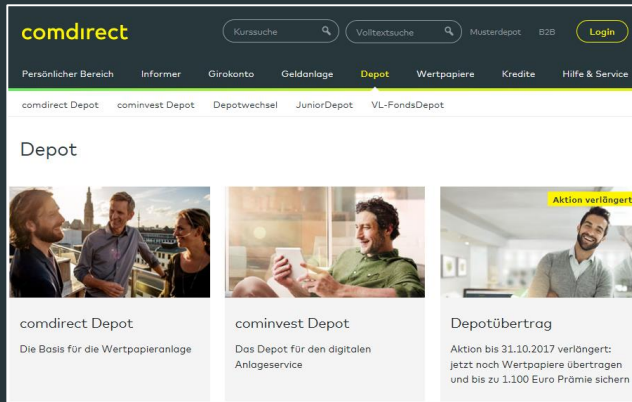 comdirect
Kurssuche
Volltextsuche
Musterdepot
B2B
Login
Persönlicher Bereich
Informer
Girokonto
Geldanlage
Depot
Wertpapiere
Kredite
Hilfe & Service
comdirect Depot
cominvest Depot
Depotwechsel
JuniorDepot
VL-FondsDepot
Depot
Aktion verlängert
comdirect Depot
Die Basis für die Wertpapieranlage
cominvest Depot
Das Depot für den digitalen
Anlageservice
Depotübertrag
Aktion bis 31.10.2017 verlängert:
jetzt noch Wertpapiere übertragen
und bis zu 1.100 Euro Prämie sichern